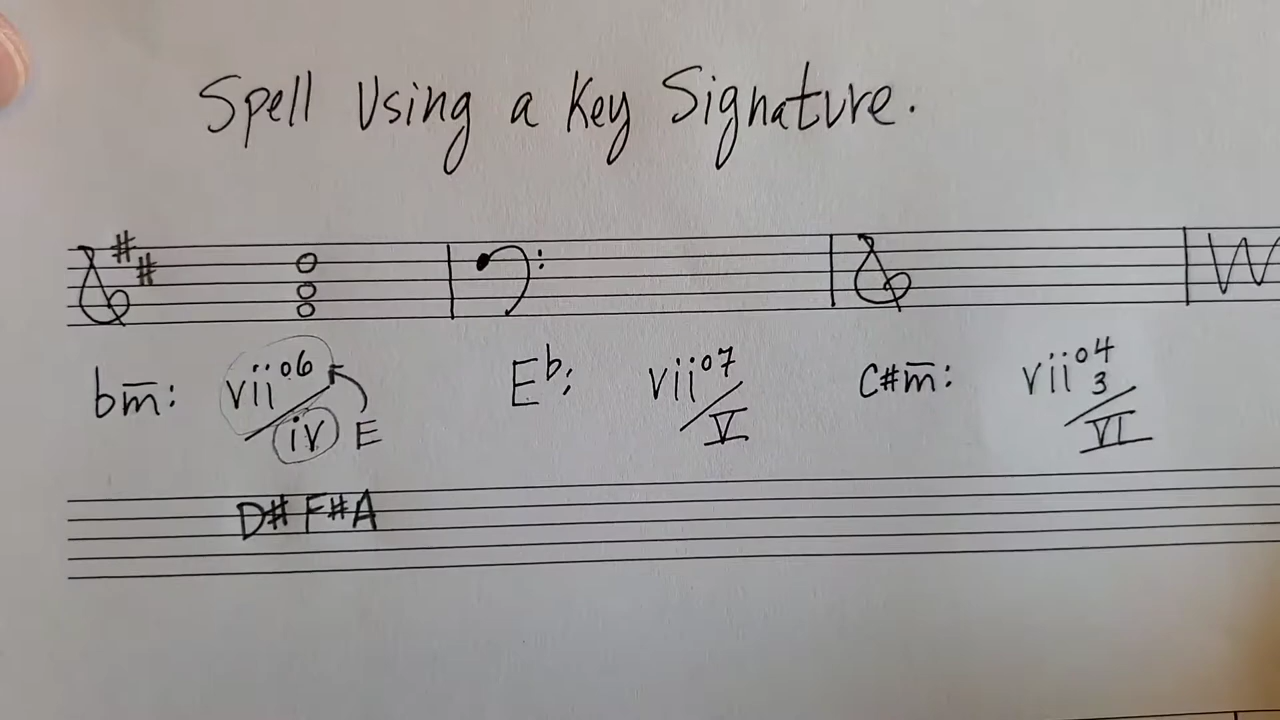 Spell Using a Key Signature.
bm̅: vii°6/iv E E♭: vii°7/V C#m̅: vii°4/3/VI
D# F# A